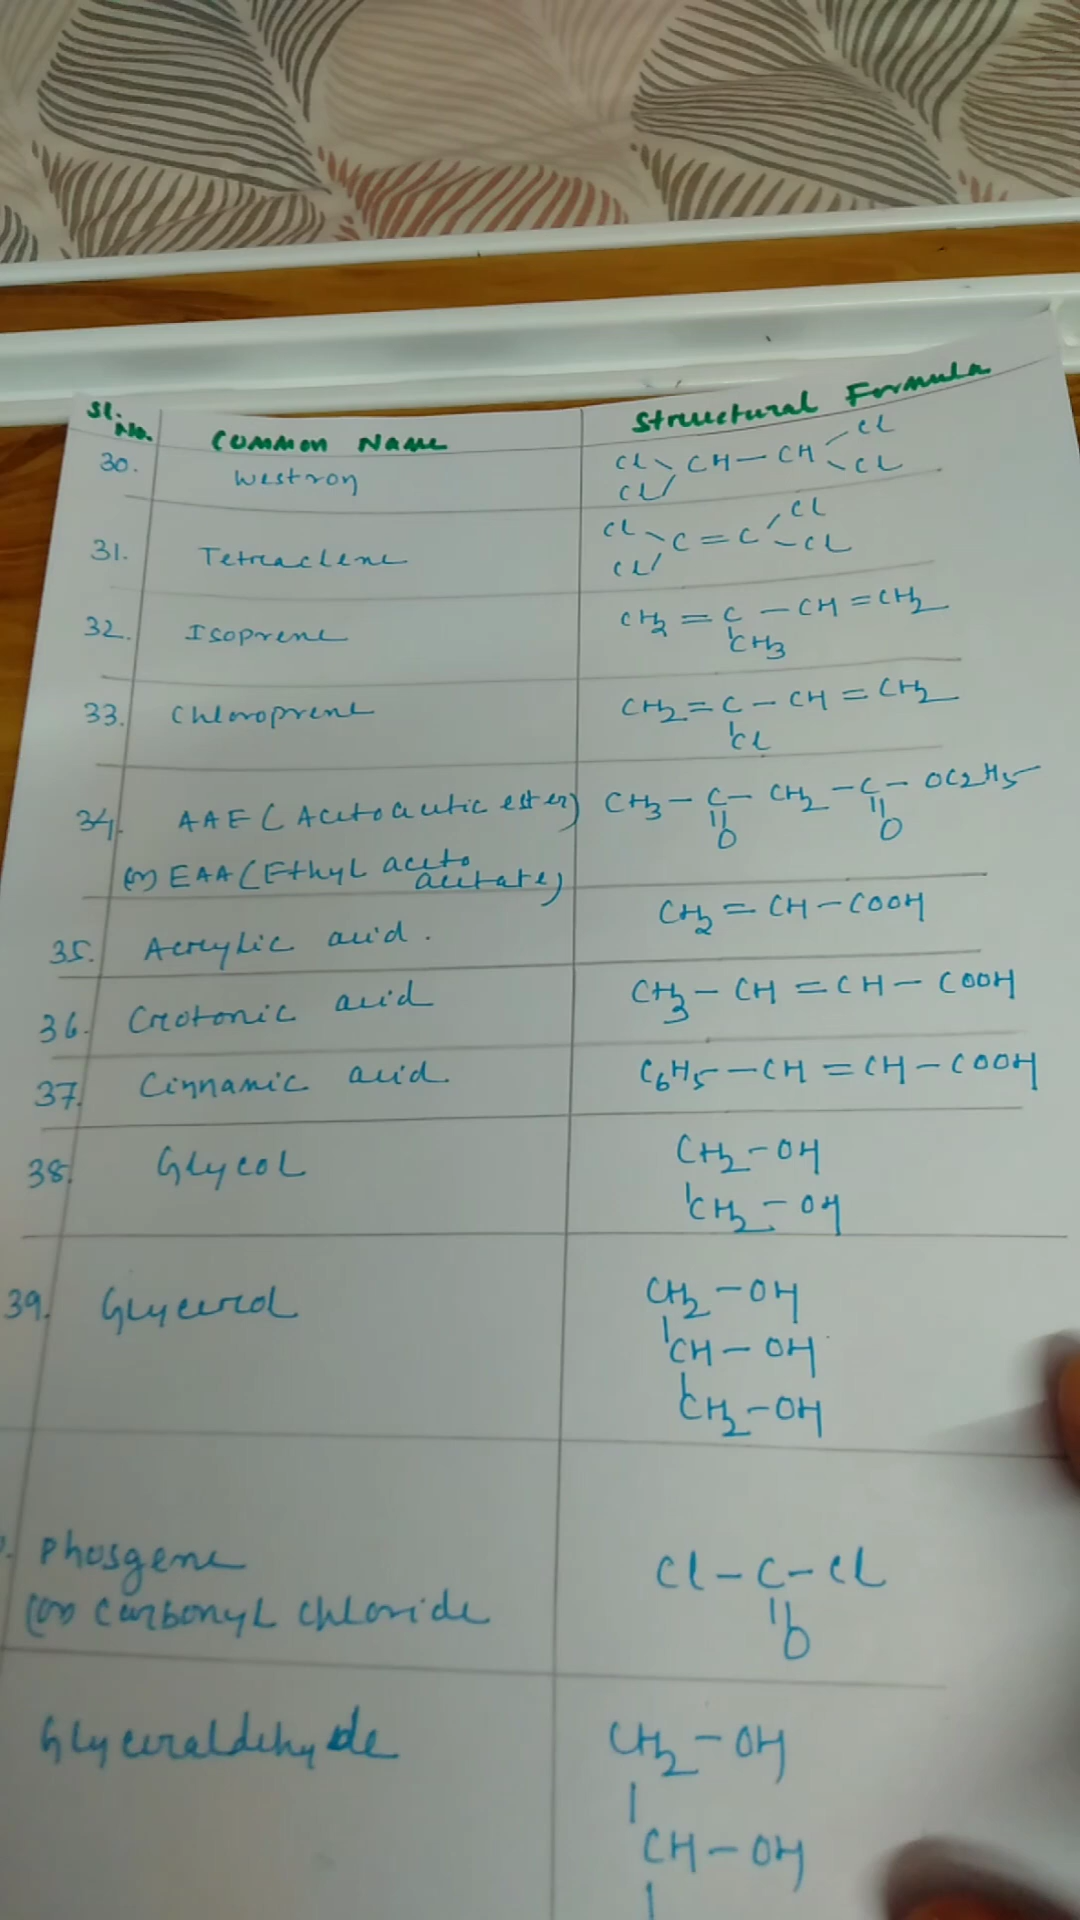 Sl. No. COMMON NAME Structural Formula
30. Westron Cl Cl CH-CH Cl Cl
31. Tetraclene Cl Cl C=C Cl Cl
32. Isoprene CH2=C-CH=CH2
CH3
33. Chloroprene CH2=C-CH=CH2
Cl
34. AAE (Acetoacetic ester) CH3-C-CH2-C-OC2H5
O O
(or) EAA (Ethyl aceto acetate)
35. Acrylic acid. CH2=CH-COOH
36. Crotonic acid CH3-CH=CH-COOH
37. Cinnamic acid. C6H5-CH=CH-COOH
38. Glycol CH2-OH
CH2-OH
39. Glycerol CH2-OH
CH-OH
CH2-OH
Phosgene Cl-C-Cl
(or) Carbonyl chloride O
Glyceraldehyde CH2-OH
CH-OH